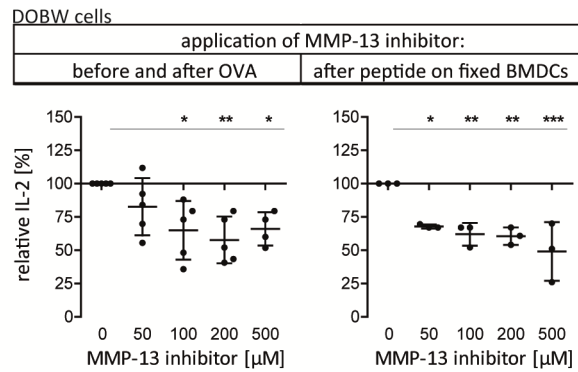 DOBW cells
application of MMP-13 inhibitor:
before and after OVA
after peptide on fixed BMDCs
relative IL-2 [%]
150
125
100
75
50
25
0
* ** *
0 50 100 200 500
MMP-13 inhibitor [µM]
150
125
100
75
50
25
0
* ** ** ***
0 50 100 200 500
MMP-13 inhibitor [µM]